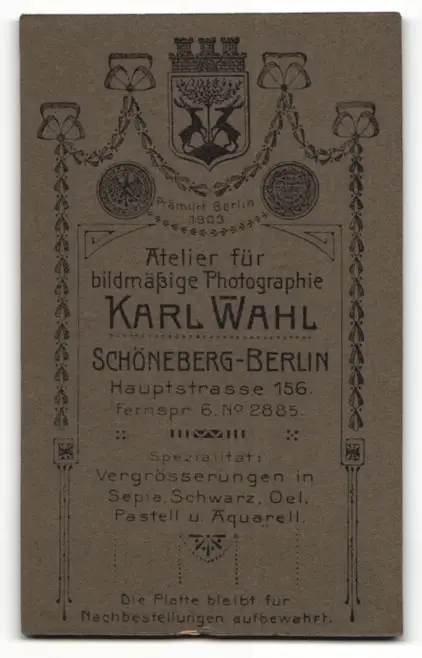 Prämiirt Berlin
1903
Atelier für
bildmäßige Photographie
KARL WAHL
SCHÖNEBERG-BERLIN
Hauptstrasse 156.
Fernspr. 6. No 2885.
Spezialität:
Vergrösserungen in
Sepia, Schwarz, Oel,
Pastell u. Aquarell.
Die Platte bleibt für
Nachbestellungen aufbewahrt.